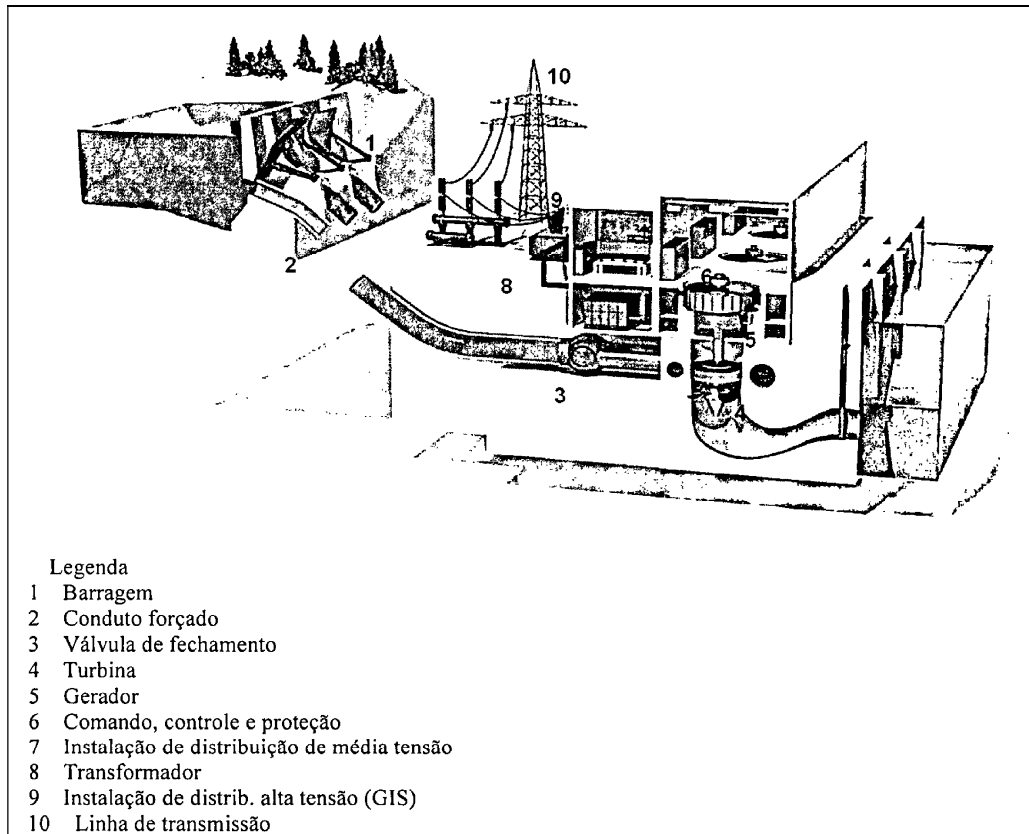 10
1
9
2
8
6
5
3
4
Legenda
1 Barragem
2 Conduto forçado
3 Válvula de fechamento
4 Turbina
5 Gerador
6 Comando, controle e proteção
7 Instalação de distribuição de média tensão
8 Transformador
9 Instalação de distrib. alta tensão (GIS)
10 Linha de transmissão